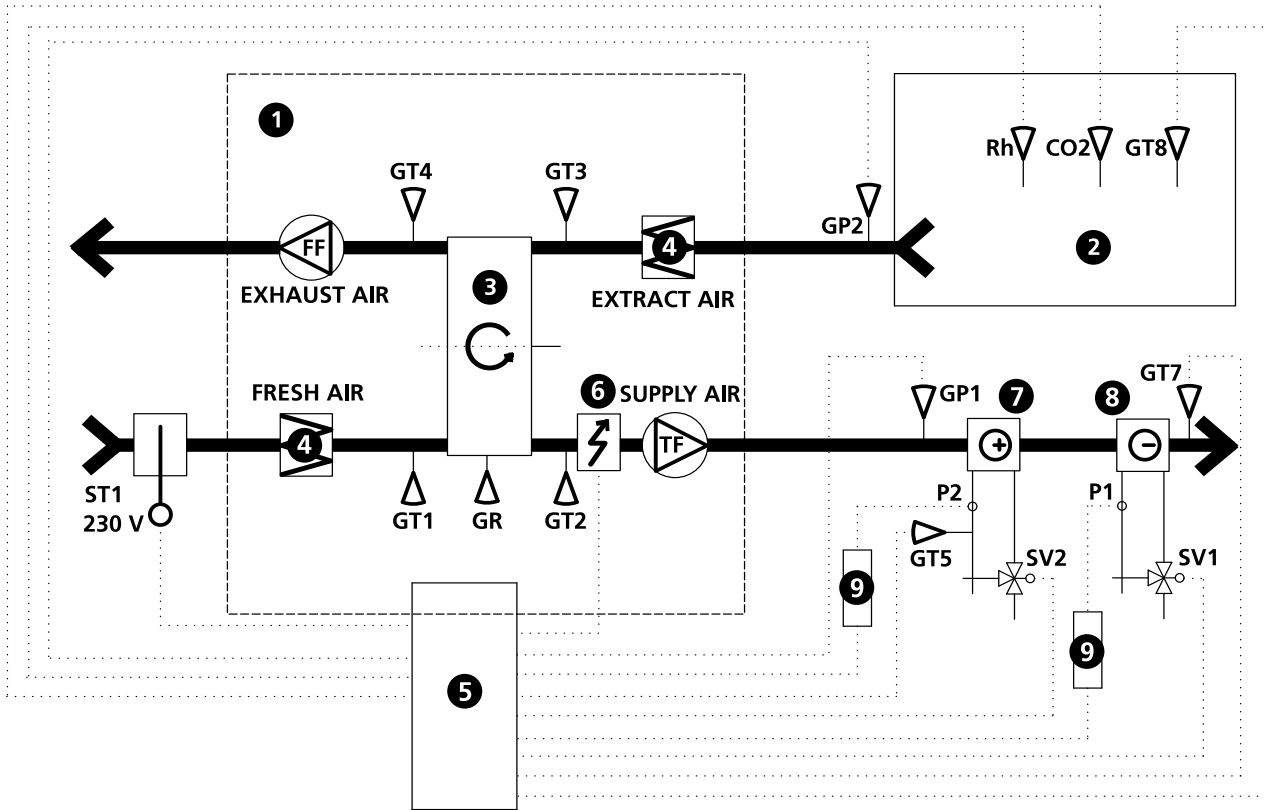 1
Rh
CO2
GT8
GT4
GT3
GP2
FF
4
2
3
EXHAUST AIR
EXTRACT AIR
GT7
FRESH AIR
6
SUPPLY AIR
GP1
7
8
4
TF
+
−
ST1
230 V
GT1
GR
GT2
P2
P1
GT5
SV2
SV1
9
9
5